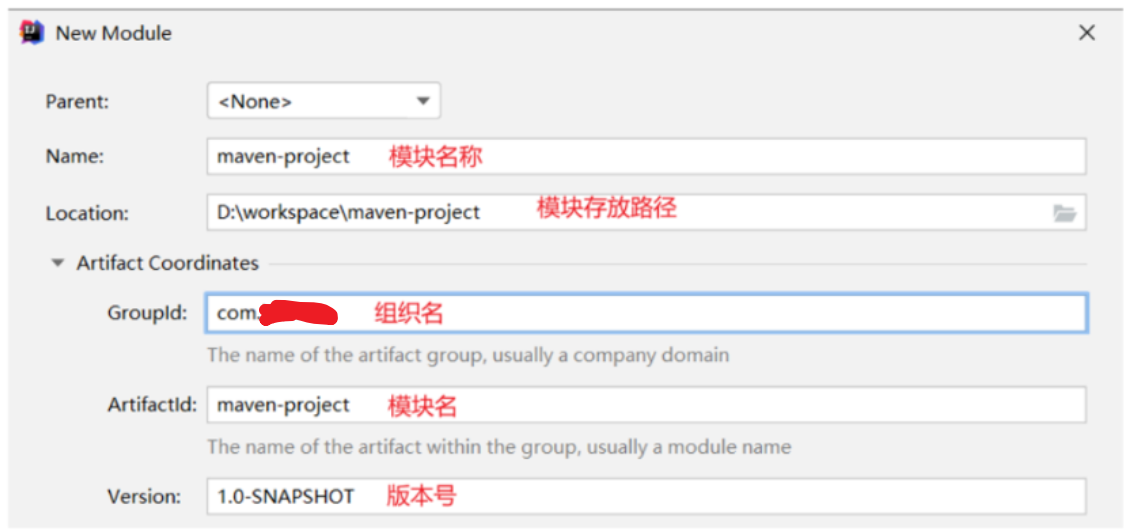 New Module
Parent: <None>
Name: maven-project 模块名称
Location: D:\workspace\maven-project 模块存放路径
Artifact Coordinates
GroupId: com. 组织名
The name of the artifact group, usually a company domain
ArtifactId: maven-project 模块名
The name of the artifact within the group, usually a module name
Version: 1.0-SNAPSHOT 版本号